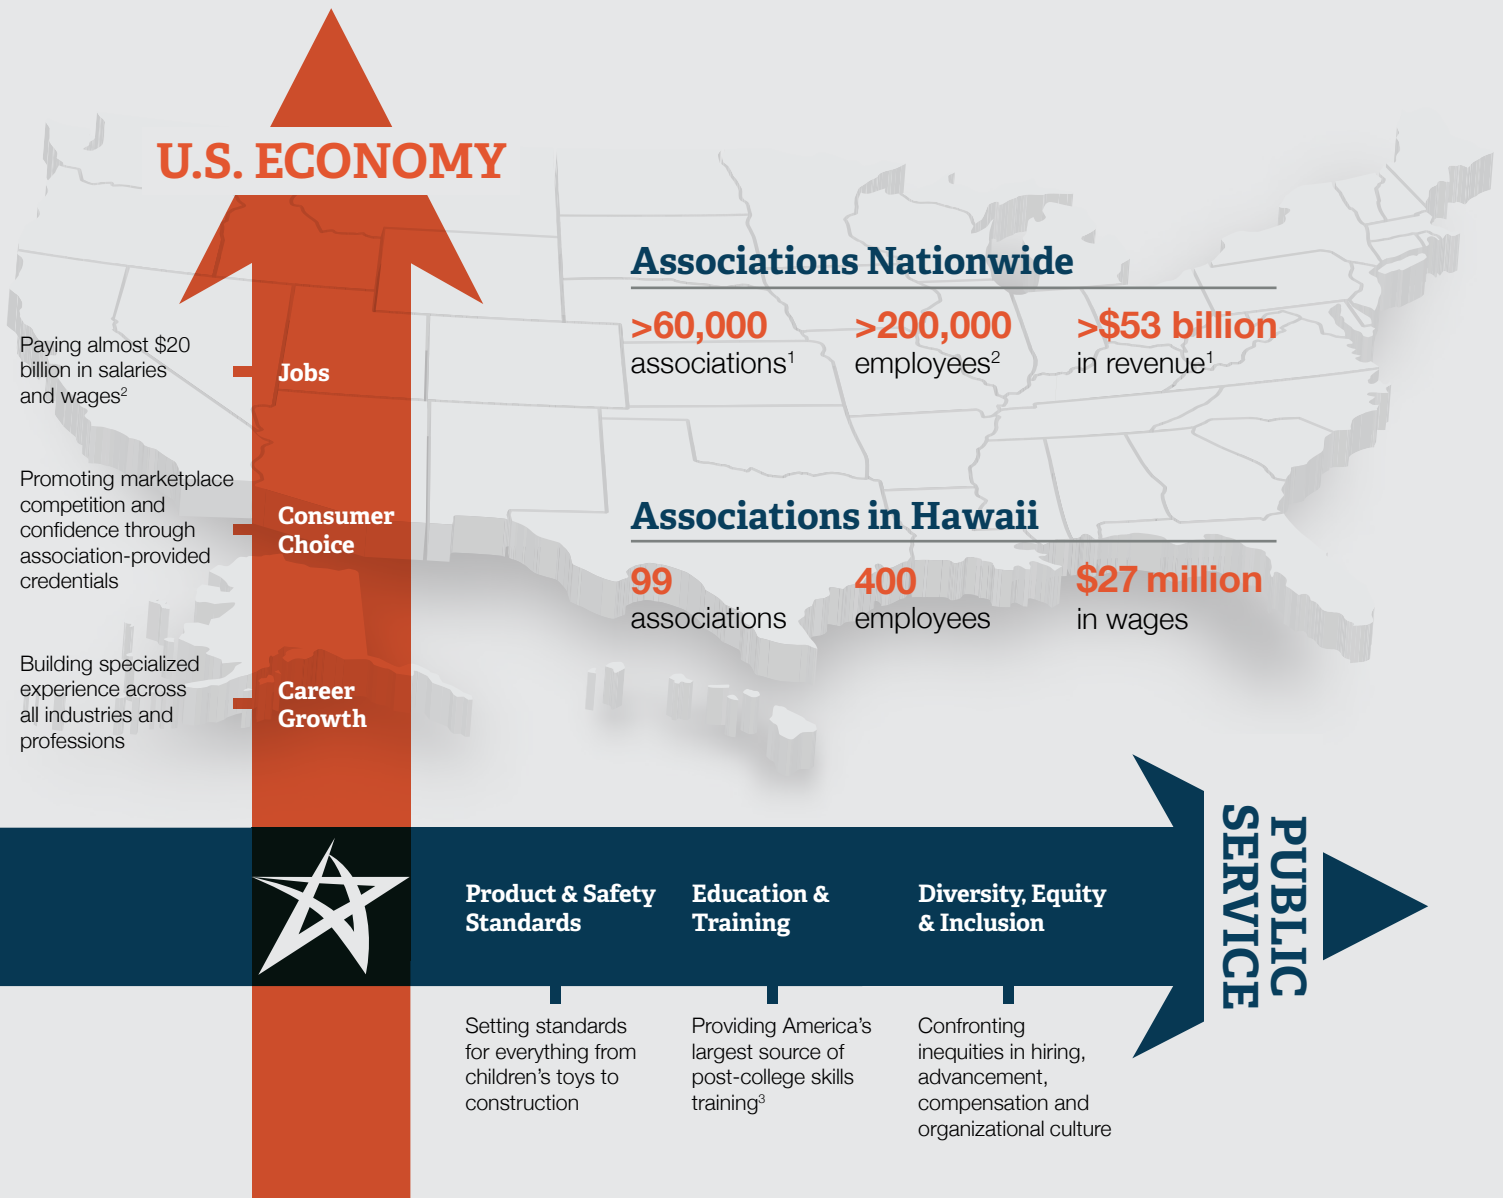 U.S. ECONOMY
Paying almost $20
billion in salaries
and wages²
Jobs
Promoting marketplace
competition and
confidence through
association-provided
credentials
Consumer
Choice
Building specialized
experience across
all industries and
professions
Career
Growth
Associations Nationwide
>60,000
associations¹
>200,000
employees²
>$53 billion
in revenue¹
Associations in Hawaii
99
associations
400
employees
$27 million
in wages
Product & Safety
Standards
Education &
Training
Diversity, Equity
& Inclusion
PUBLIC
SERVICE
Setting standards
for everything from
children’s toys to
construction
Providing America’s
largest source of
post-college skills
training³
Confronting
inequities in hiring,
advancement,
compensation and
organizational culture